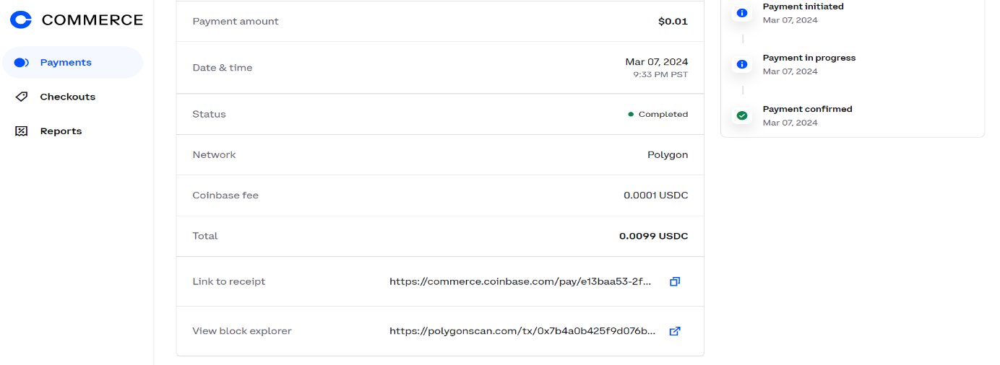 COMMERCE
Payments
Checkouts
Reports
Payment amount $0.01
Date & time Mar 07, 2024
9:33 PM PST
Status Completed
Network Polygon
Coinbase fee 0.0001 USDC
Total 0.0099 USDC
Link to receipt https://commerce.coinbase.com/pay/e13baa53-2f...
View block explorer https://polygonscan.com/tx/0x7b4a0b425f9d076b...
Payment initiated
Mar 07, 2024
Payment in progress
Mar 07, 2024
Payment confirmed
Mar 07, 2024